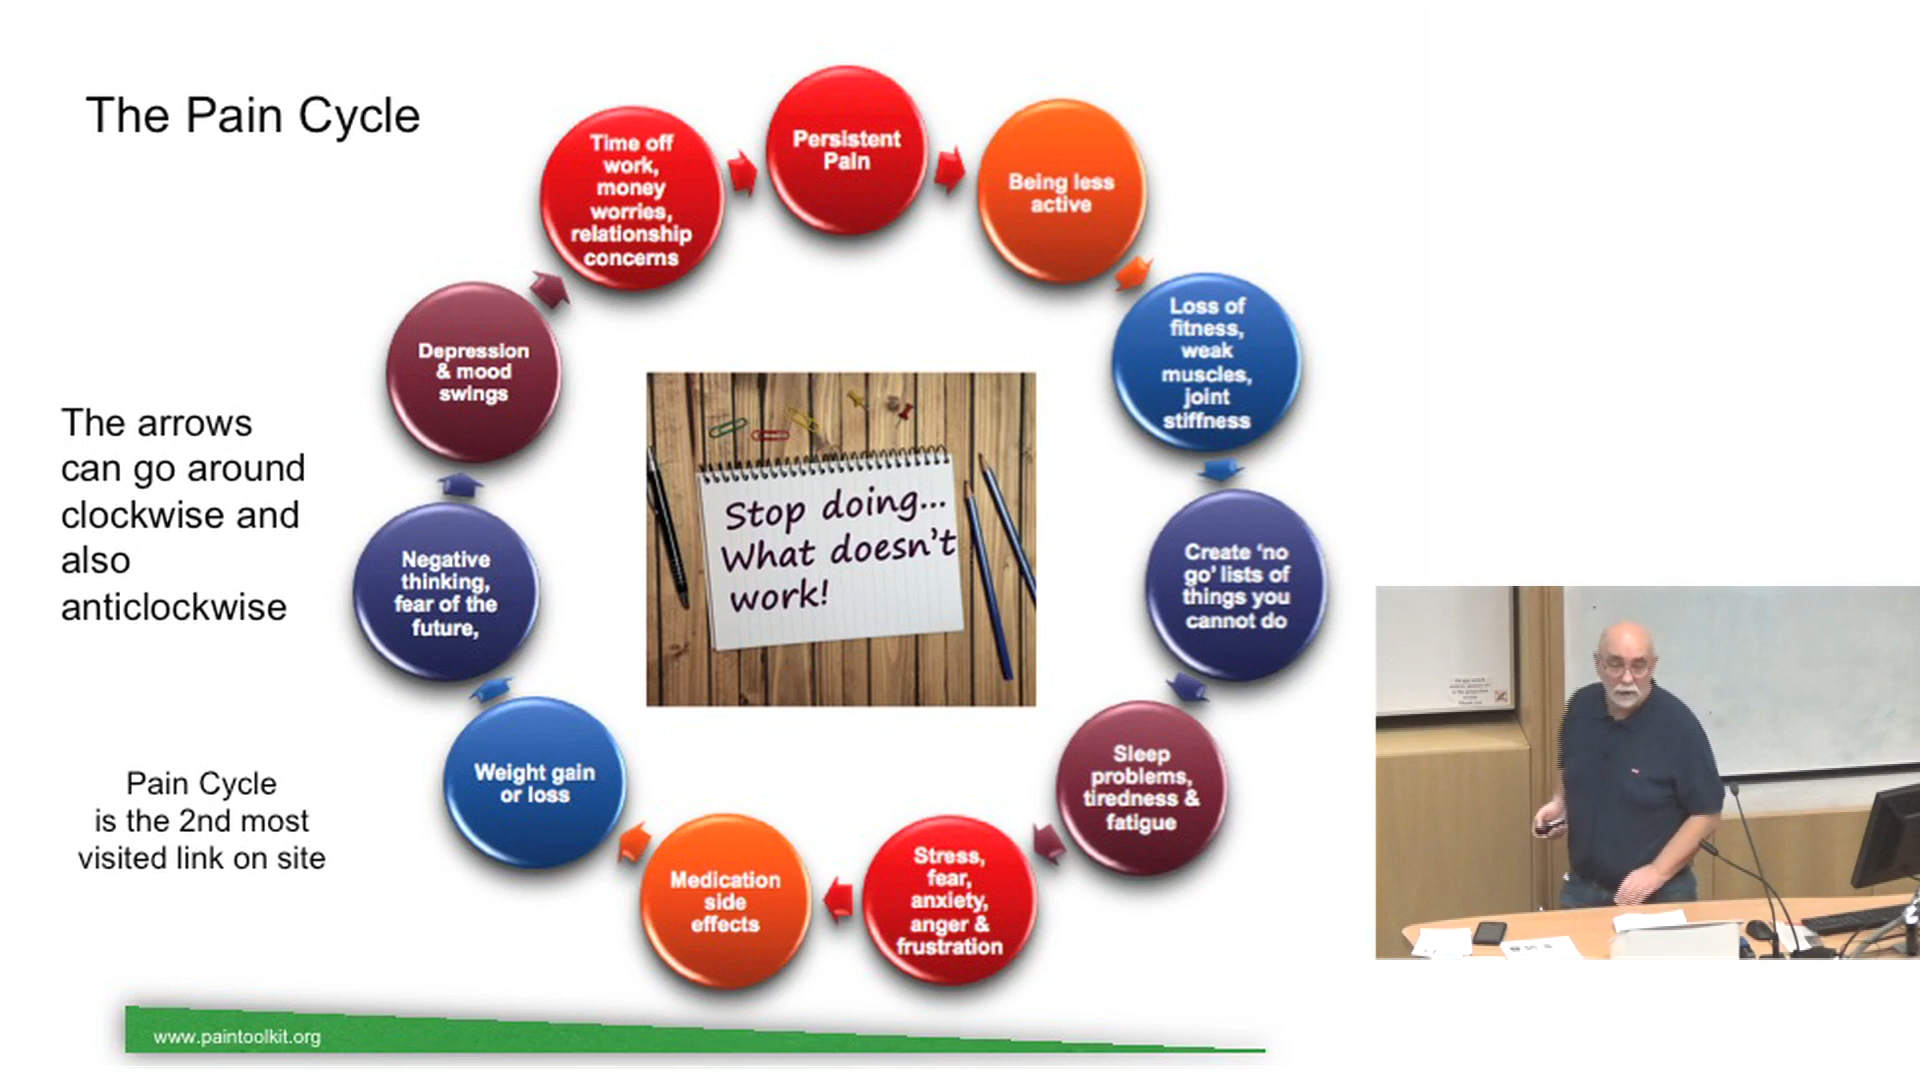 The Pain Cycle
Persistent
Pain
Being less
active
Loss of
fitness,
weak
muscles,
joint
stiffness
Create ‘no
go’ lists of
things you
cannot do
Sleep
problems,
tiredness &
fatigue
Stress,
fear,
anxiety,
anger &
frustration
Medication
side
effects
Weight gain
or loss
Negative
thinking,
fear of the
future,
Depression
& mood
swings
Time off
work,
money
worries,
relationship
concerns
Stop doing...
What doesn’t
work!
The arrows
can go around
clockwise and
also
anticlockwise
Pain Cycle
is the 2nd most
visited link on site
www.paintoolkit.org